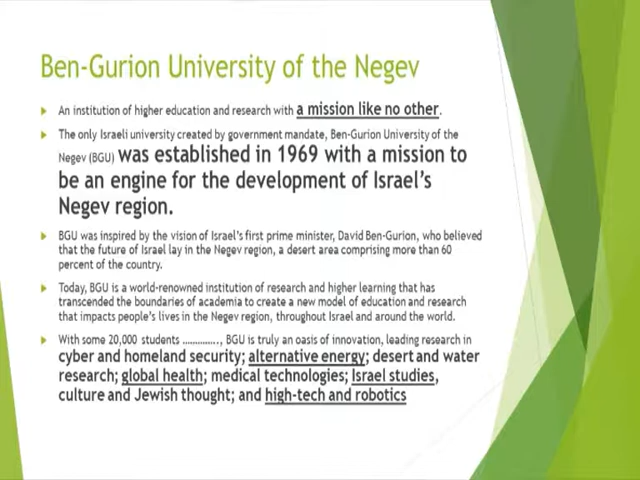 Ben-Gurion University of the Negev
An institution of higher education and research with a mission like no other.
The only Israeli university created by government mandate, Ben-Gurion University of the
Negev (BGU) was established in 1969 with a mission to
be an engine for the development of Israel's
Negev region.
BGU was inspired by the vision of Israel's first prime minister, David Ben-Gurion, who believed
that the future of Israel lay in the Negev region, a desert area comprising more than 60
percent of the country.
Today, BGU is a world-renowned institution of research and higher learning that has
transcended the boundaries of academia to create a new model of education and research
that impacts people's lives in the Negev region, throughout Israel and around the world.
With some 20,000 students .............., BGU is truly an oasis of innovation, leading research in
cyber and homeland security; alternative energy; desert and water
research; global health; medical technologies; Israel studies,
culture and Jewish thought; and high-tech and robotics